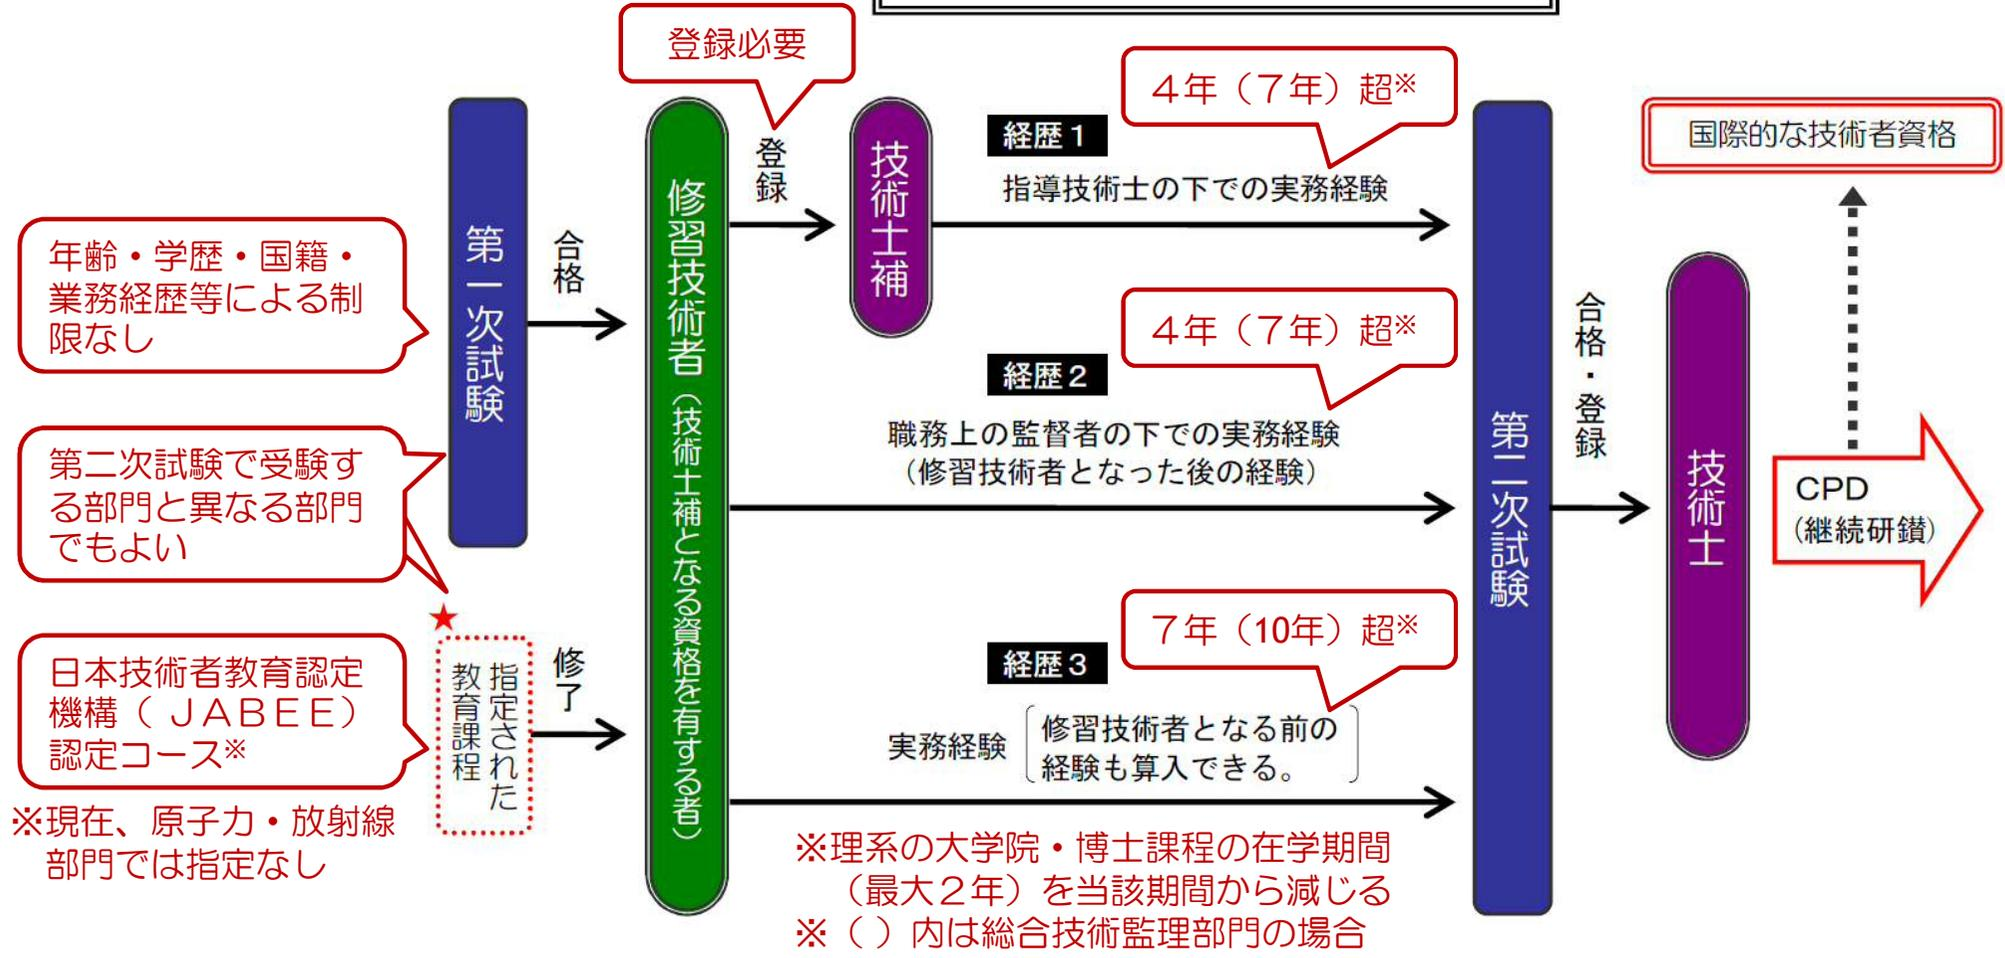 年齢・学歴・国籍・
業務経歴等による制
限なし
第二次試験で受験す
る部門と異なる部門
でもよい
日本技術者教育認定
機構（ＪＡＢＥＥ）
認定コース※
※現在、原子力・放射線
部門では指定なし
第一次試験
合格
★
指定された
教育課程
修了
修習技術者（技術士補となる資格を有する者）
登録必要
登録
技術士補
経歴１
４年（７年）超※
指導技術士の下での実務経験
経歴２
４年（７年）超※
職務上の監督者の下での実務経験
（修習技術者となった後の経験）
経歴３
７年（10年）超※
実務経験
修習技術者となる前の
経験も算入できる。
※理系の大学院・博士課程の在学期間
（最大２年）を当該期間から減じる
※（ ）内は総合技術監理部門の場合
第二次試験
合格・登録
技術士
国際的な技術者資格
CPD
(継続研鑚)